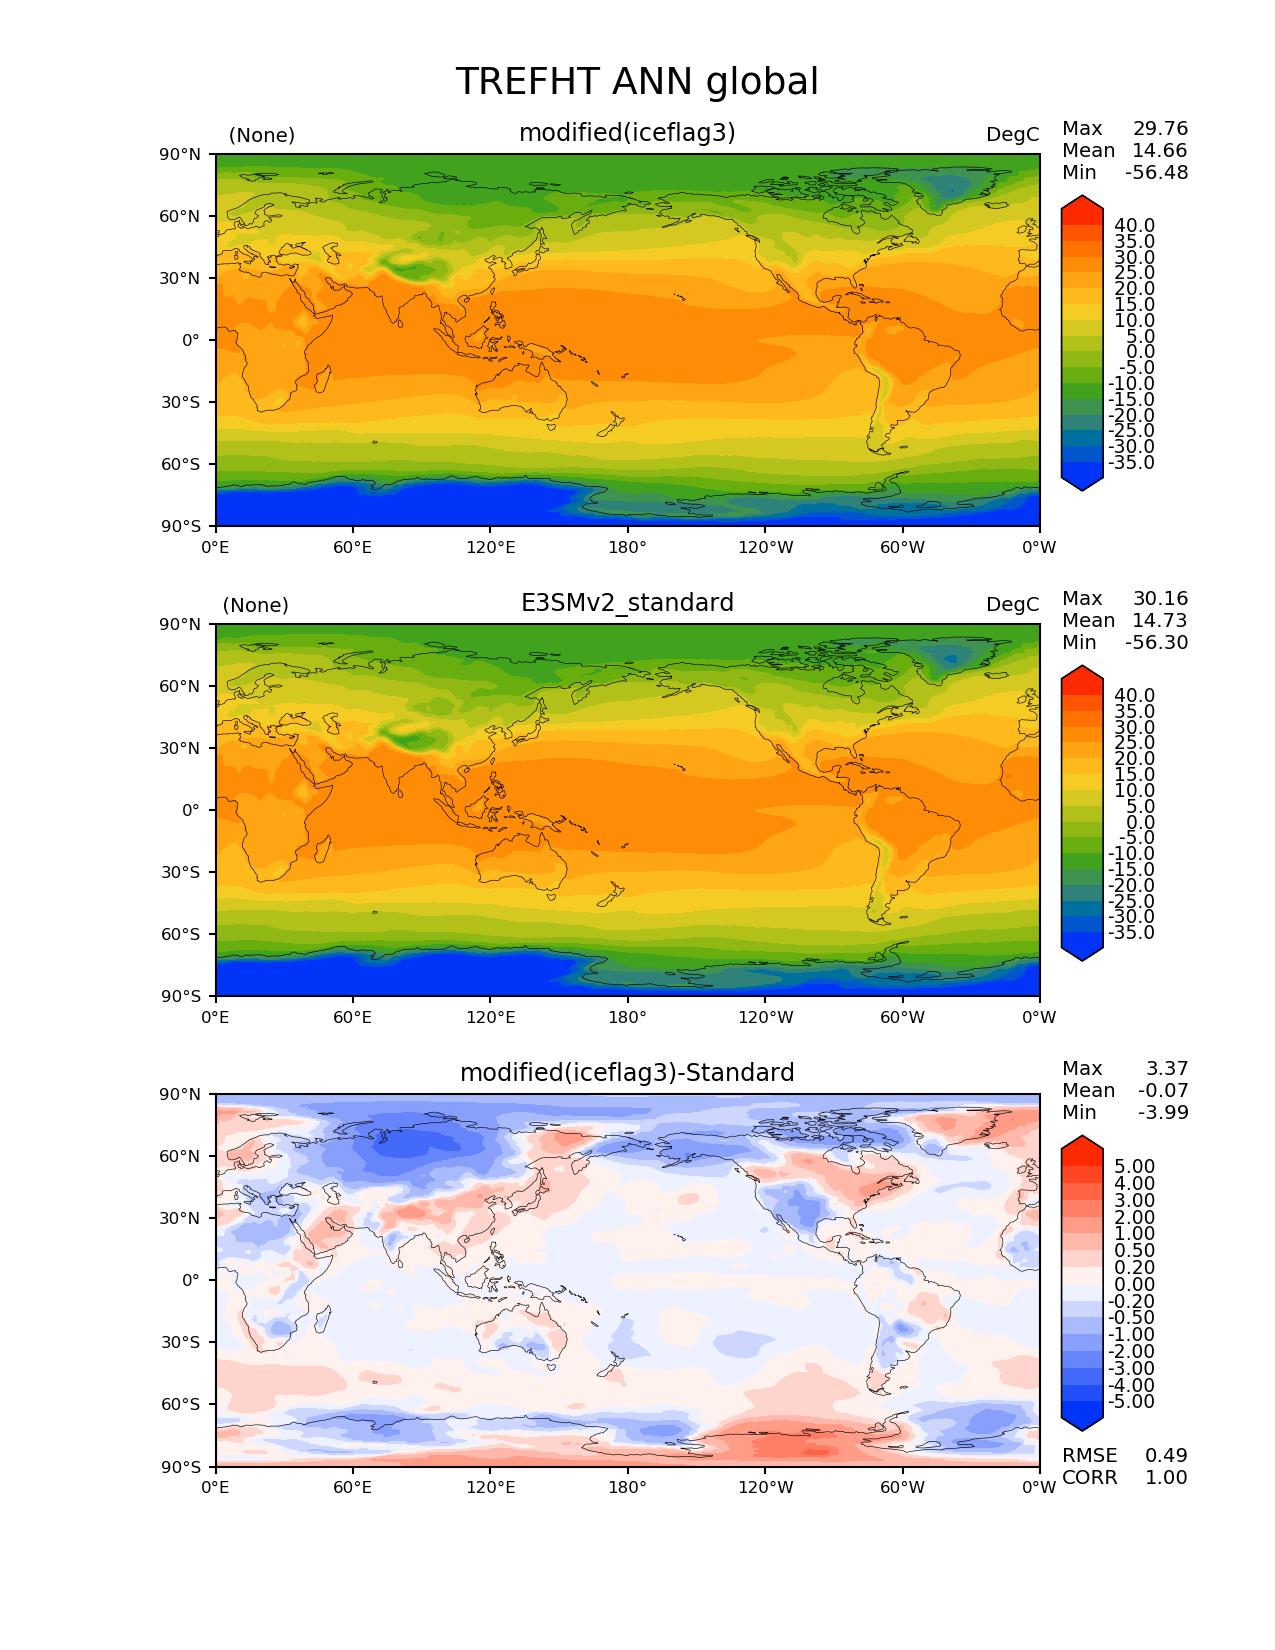 TREFHT ANN global
(None) modified(iceflag3) DegC
Max 29.76
Mean 14.66
Min -56.48
90°N
60°N
30°N
0°
30°S
60°S
90°S
0°E 60°E 120°E 180° 120°W 60°W 0°W
40.0
35.0
30.0
25.0
20.0
15.0
10.0
5.0
0.0
-5.0
-10.0
-15.0
-20.0
-25.0
-30.0
-35.0
(None) E3SMv2_standard DegC
Max 30.16
Mean 14.73
Min -56.30
90°N
60°N
30°N
0°
30°S
60°S
90°S
0°E 60°E 120°E 180° 120°W 60°W 0°W
40.0
35.0
30.0
25.0
20.0
15.0
10.0
5.0
0.0
-5.0
-10.0
-15.0
-20.0
-25.0
-30.0
-35.0
modified(iceflag3)-Standard
Max 3.37
Mean -0.07
Min -3.99
90°N
60°N
30°N
0°
30°S
60°S
90°S
0°E 60°E 120°E 180° 120°W 60°W 0°W
5.00
4.00
3.00
2.00
1.00
0.50
0.20
0.00
-0.20
-0.50
-1.00
-2.00
-3.00
-4.00
-5.00
RMSE 0.49
CORR 1.00